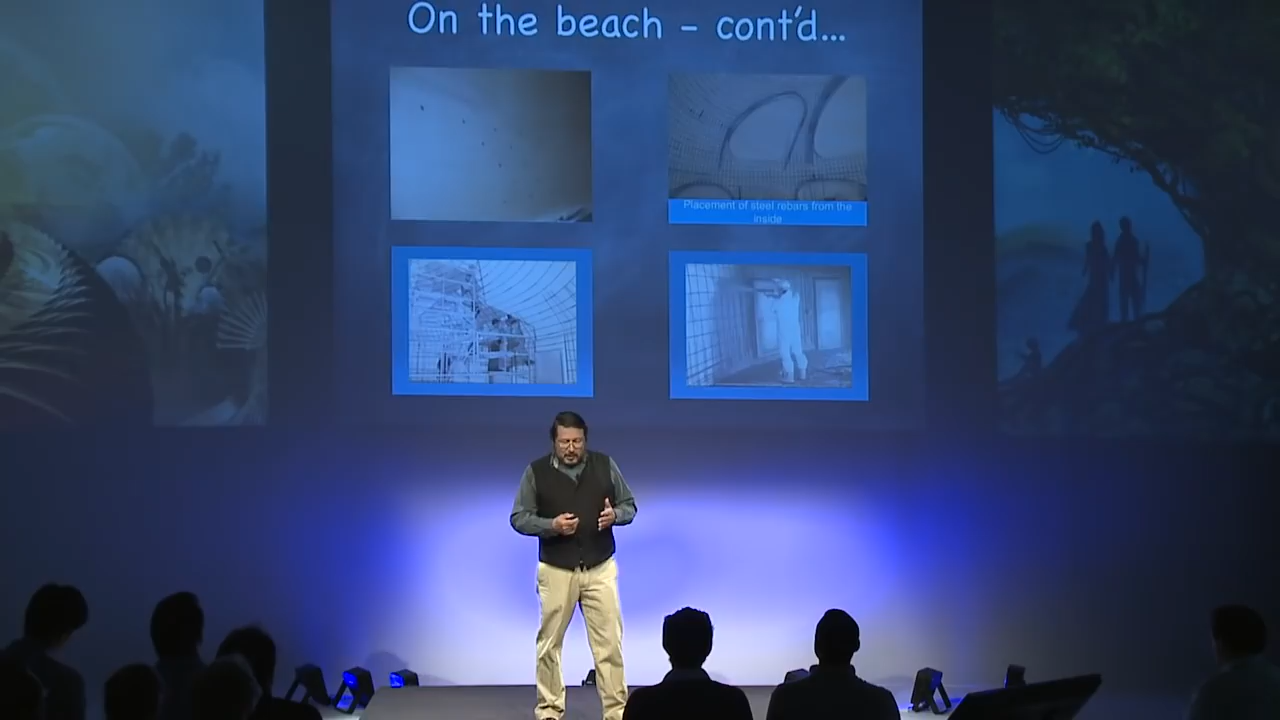 On the beach – cont'd...
Placement of steel rebars from the
inside